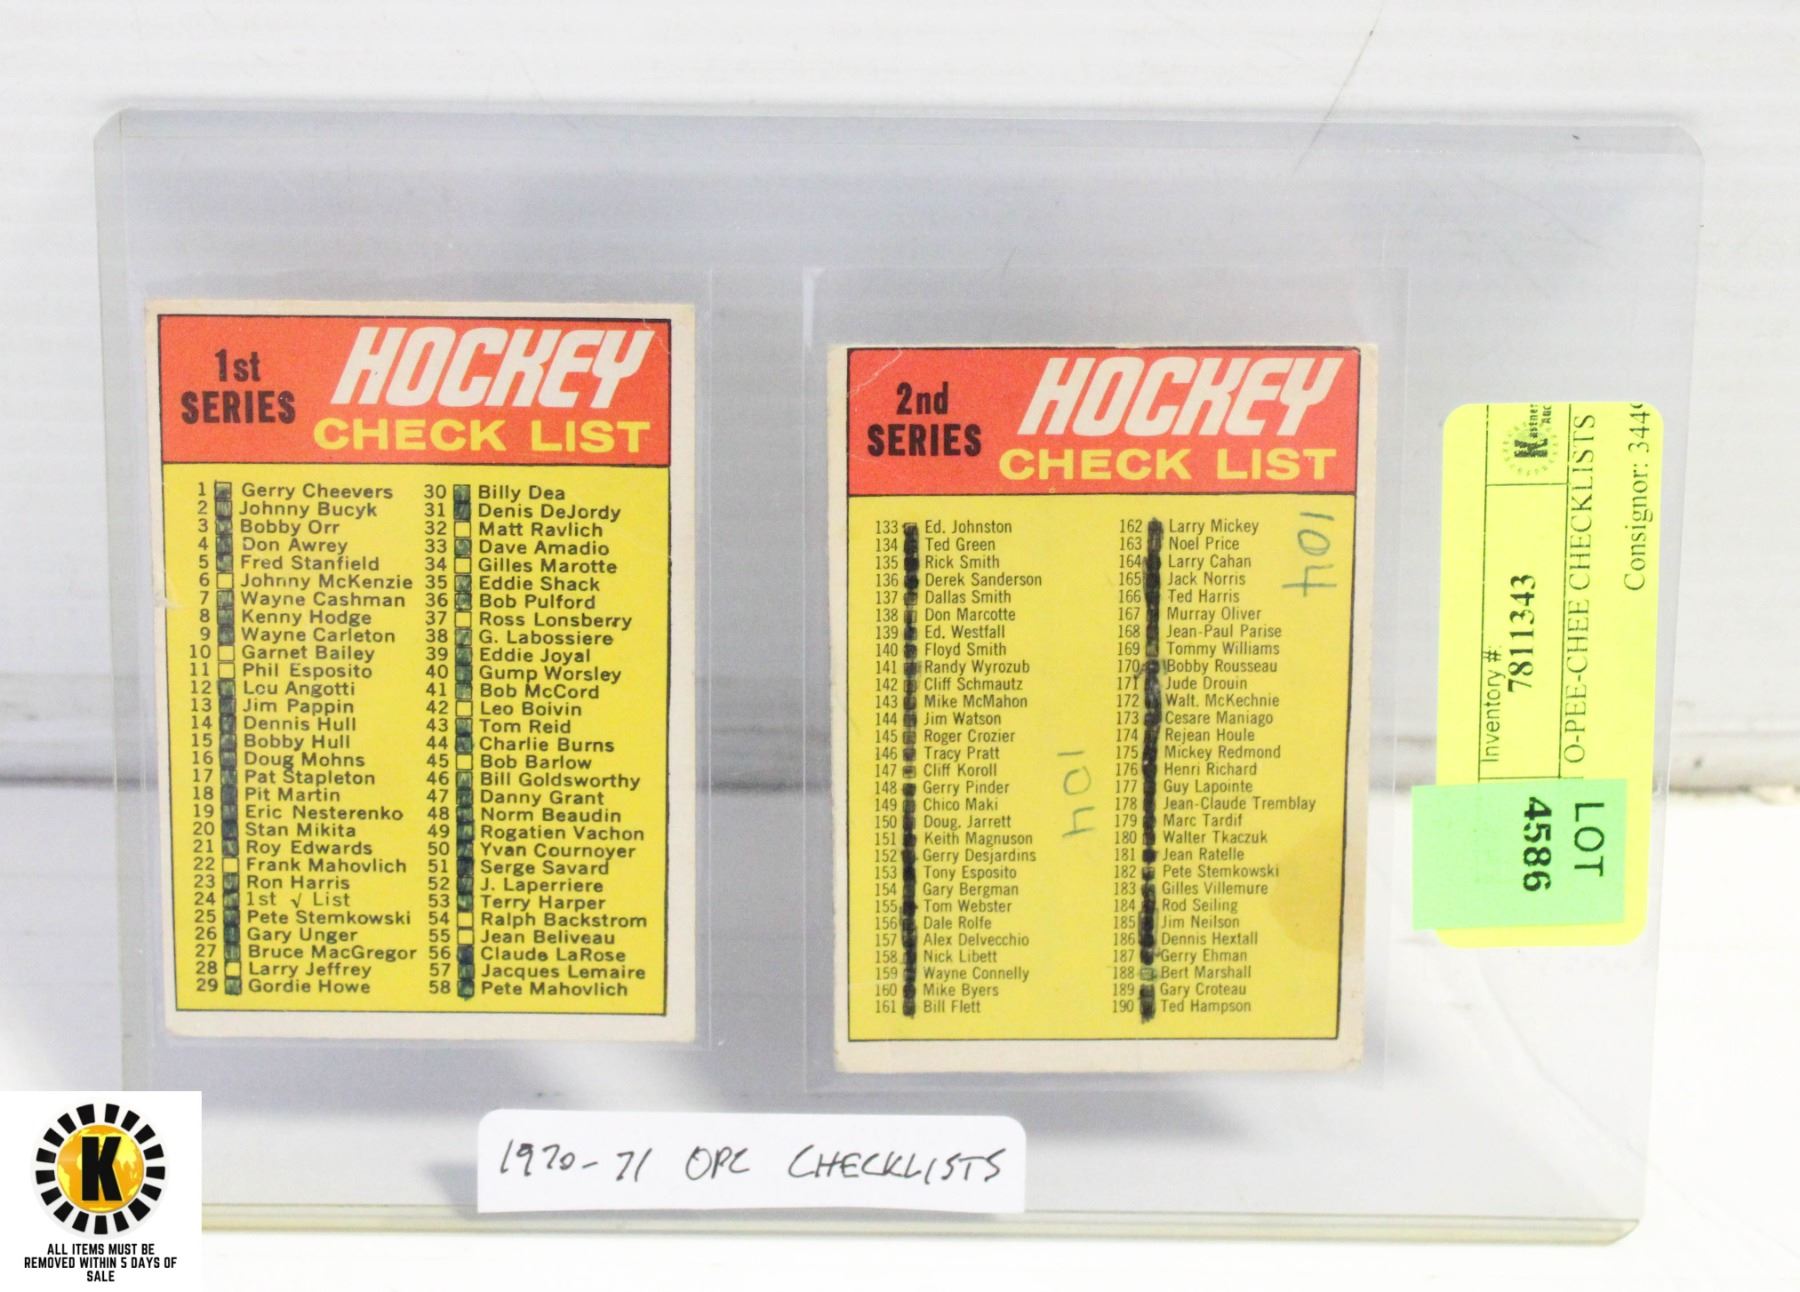 1st
SERIES
HOCKEY
CHECK LIST
1 Gerry Cheevers
2 Johnny Bucyk
3 Bobby Orr
4 Don Awrey
5 Fred Stanfield
6 Johnny McKenzie
7 Wayne Cashman
8 Kenny Hodge
9 Wayne Carleton
10 Garnet Bailey
11 Phil Esposito
12 Lou Angotti
13 Jim Pappin
14 Dennis Hull
15 Bobby Hull
16 Doug Mohns
17 Pat Stapleton
18 Pit Martin
19 Eric Nesterenko
20 Stan Mikita
21 Roy Edwards
22 Frank Mahovlich
23 Ron Harris
24 1st √ List
25 Pete Stemkowski
26 Gary Unger
27 Bruce MacGregor
28 Larry Jeffrey
29 Gordie Howe
30 Billy Dea
31 Denis DeJordy
32 Matt Ravlich
33 Dave Amadio
34 Gilles Marotte
35 Eddie Shack
36 Bob Pulford
37 Ross Lonsberry
38 G. Labossiere
39 Eddie Joyal
40 Gump Worsley
41 Bob McCord
42 Leo Boivin
43 Tom Reid
44 Charlie Burns
45 Bob Barlow
46 Bill Goldsworthy
47 Danny Grant
48 Norm Beaudin
49 Rogatien Vachon
50 Yvan Cournoyer
51 Serge Savard
52 J. Laperriere
53 Terry Harper
54 Ralph Backstrom
55 Jean Beliveau
56 Claude LaRose
57 Jacques Lemaire
58 Pete Mahovlich
2nd
SERIES
HOCKEY
CHECK LIST
133 Ed. Johnston
134 Ted Green
135 Rick Smith
136 Derek Sanderson
137 Dallas Smith
138 Don Marcotte
139 Ed. Westfall
140 Floyd Smith
141 Randy Wyrozub
142 Cliff Schmautz
143 Mike McMahon
144 Jim Watson
145 Roger Crozier
146 Tracy Pratt
147 Cliff Koroll
148 Gerry Pinder
149 Chico Maki
150 Doug. Jarrett
151 Keith Magnuson
152 Gerry Desjardins
153 Tony Esposito
154 Gary Bergman
155 Tom Webster
156 Dale Rolfe
157 Alex Delvecchio
158 Nick Libett
159 Wayne Connelly
160 Mike Byers
161 Bill Flett
162 Larry Mickey
163 Noel Price
164 Larry Cahan
165 Jack Norris
166 Ted Harris
167 Murray Oliver
168 Jean-Paul Parise
169 Tommy Williams
170 Bobby Rousseau
171 Jude Drouin
172 Walt. McKechnie
173 Cesare Maniago
174 Rejean Houle
175 Mickey Redmond
176 Henri Richard
177 Guy Lapointe
178 Jean-Claude Tremblay
179 Marc Tardif
180 Walter Tkaczuk
181 Jean Ratelle
182 Pete Stemkowski
183 Gilles Villemure
184 Rod Seiling
185 Jim Neilson
186 Dennis Hextall
187 Gerry Ehman
188 Bert Marshall
189 Gary Croteau
190 Ted Hampson
104
104
Inventory #:
7811343
O-PEE-CHEE CHECKLISTS
Consignor: 344
LOT
4586
1970-71 OPC CHECKLISTS
K
ALL ITEMS MUST BE
REMOVED WITHIN 5 DAYS OF
SALE